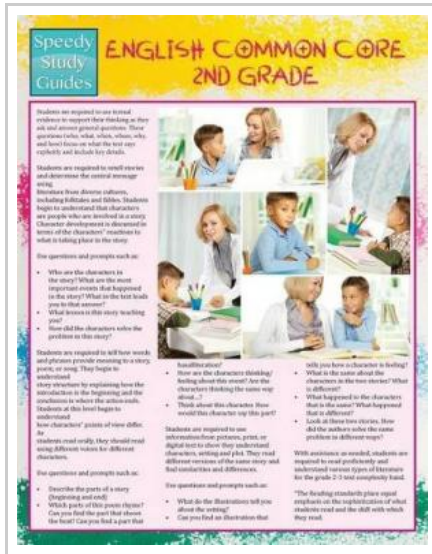 Speedy
Study
Guides
ENGLISH COMMON CORE
2ND GRADE
Students are required to use textual
evidence to support their thinking as they
ask and answer general questions. These
questions (who, what, when, where, why,
and how) focus on what the text says
explicitly and include key details.
Students are required to retell stories
and determine the central message
using
literature from diverse cultures,
including folktales and fables. Students
begin to understand that characters
are people who are involved in a story.
Character development is discussed in
terms of the characters' reactions to
what is taking place in the story.
Use questions and prompts such as:
• Who are the characters in
the story? What are the most
important events that happened
in the story? What in the text leads
you to that answer?
• What lesson is this story teaching
you?
• How did the characters solve the
problem in this story?
Students are required to tell how words
and phrases provide meaning to a story,
poem, or song. They begin to
understand
story structure by explaining how the
introduction is the beginning and the
conclusion is where the action ends.
Students at this level begin to
understand
how characters' points of view differ.
As
students read orally, they should read
using different voices for different
characters.
Use questions and prompts such as:
• Describe the parts of a story
(beginning and end)
• Which parts of this poem rhyme?
Can you find the part that shows
the beat? Can you find a part that
hasalliteration?
• How are the characters thinking/
feeling about this event? Are the
characters thinking the same way
about...?
• Think about this character. How
would this character say this part?
Students are required to use
information from pictures, print, or
digital text to show they understand
characters, setting and plot. They read
different versions of the same story and
find similarities and differences.
Use questions and prompts such as:
• What do the illustrations tell you
about the setting?
• Can you find an illustration that
tells you how a character is feeling?
• What is the same about the
characters in the two stories? What
is different?
• What happened to the characters
that is the same? What happened
that is different?
• Look at these two stories. How
did the authors solve the same
problem in different ways?
With assistance as needed, students are
required to read proficiently and
understand various types of literature
for the grade 2-3 text complexity band.
"The Reading standards place equal
emphasis on the sophistication of what
students read and the skill with which
they read.